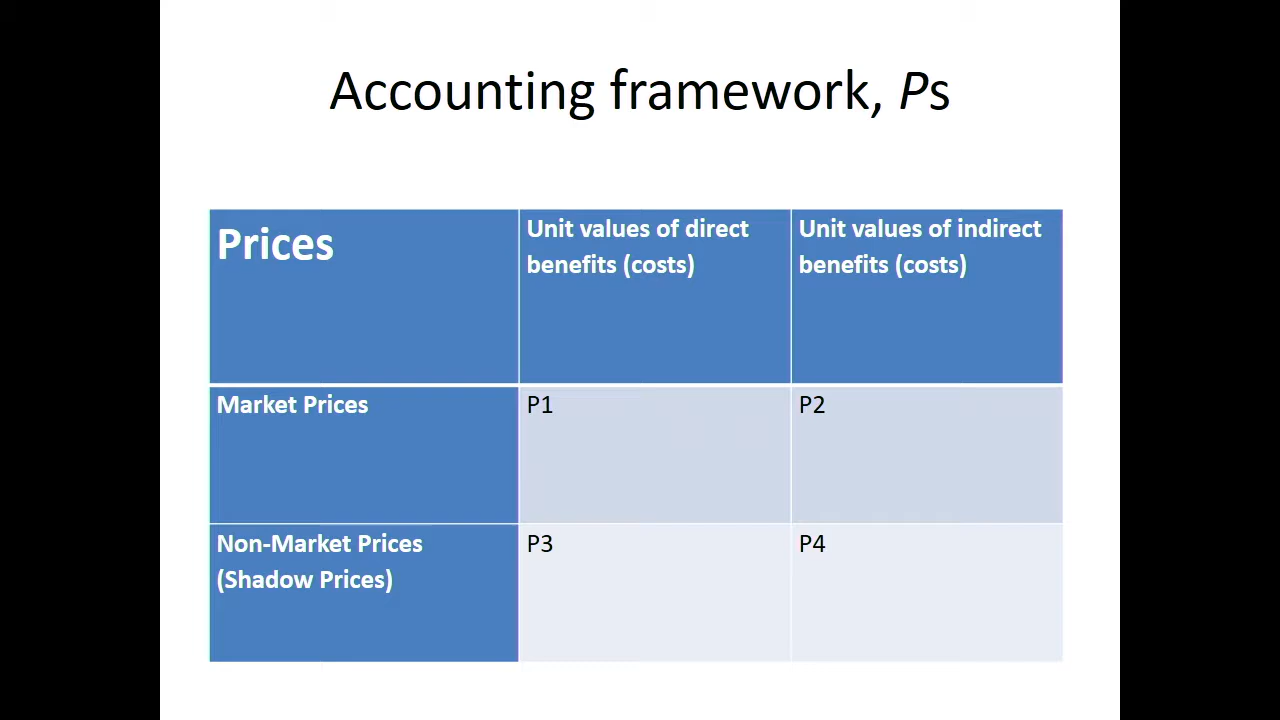 Accounting framework, Ps
Prices
Unit values of direct
benefits (costs)
Unit values of indirect
benefits (costs)
Market Prices
P1
P2
Non-Market Prices
(Shadow Prices)
P3
P4